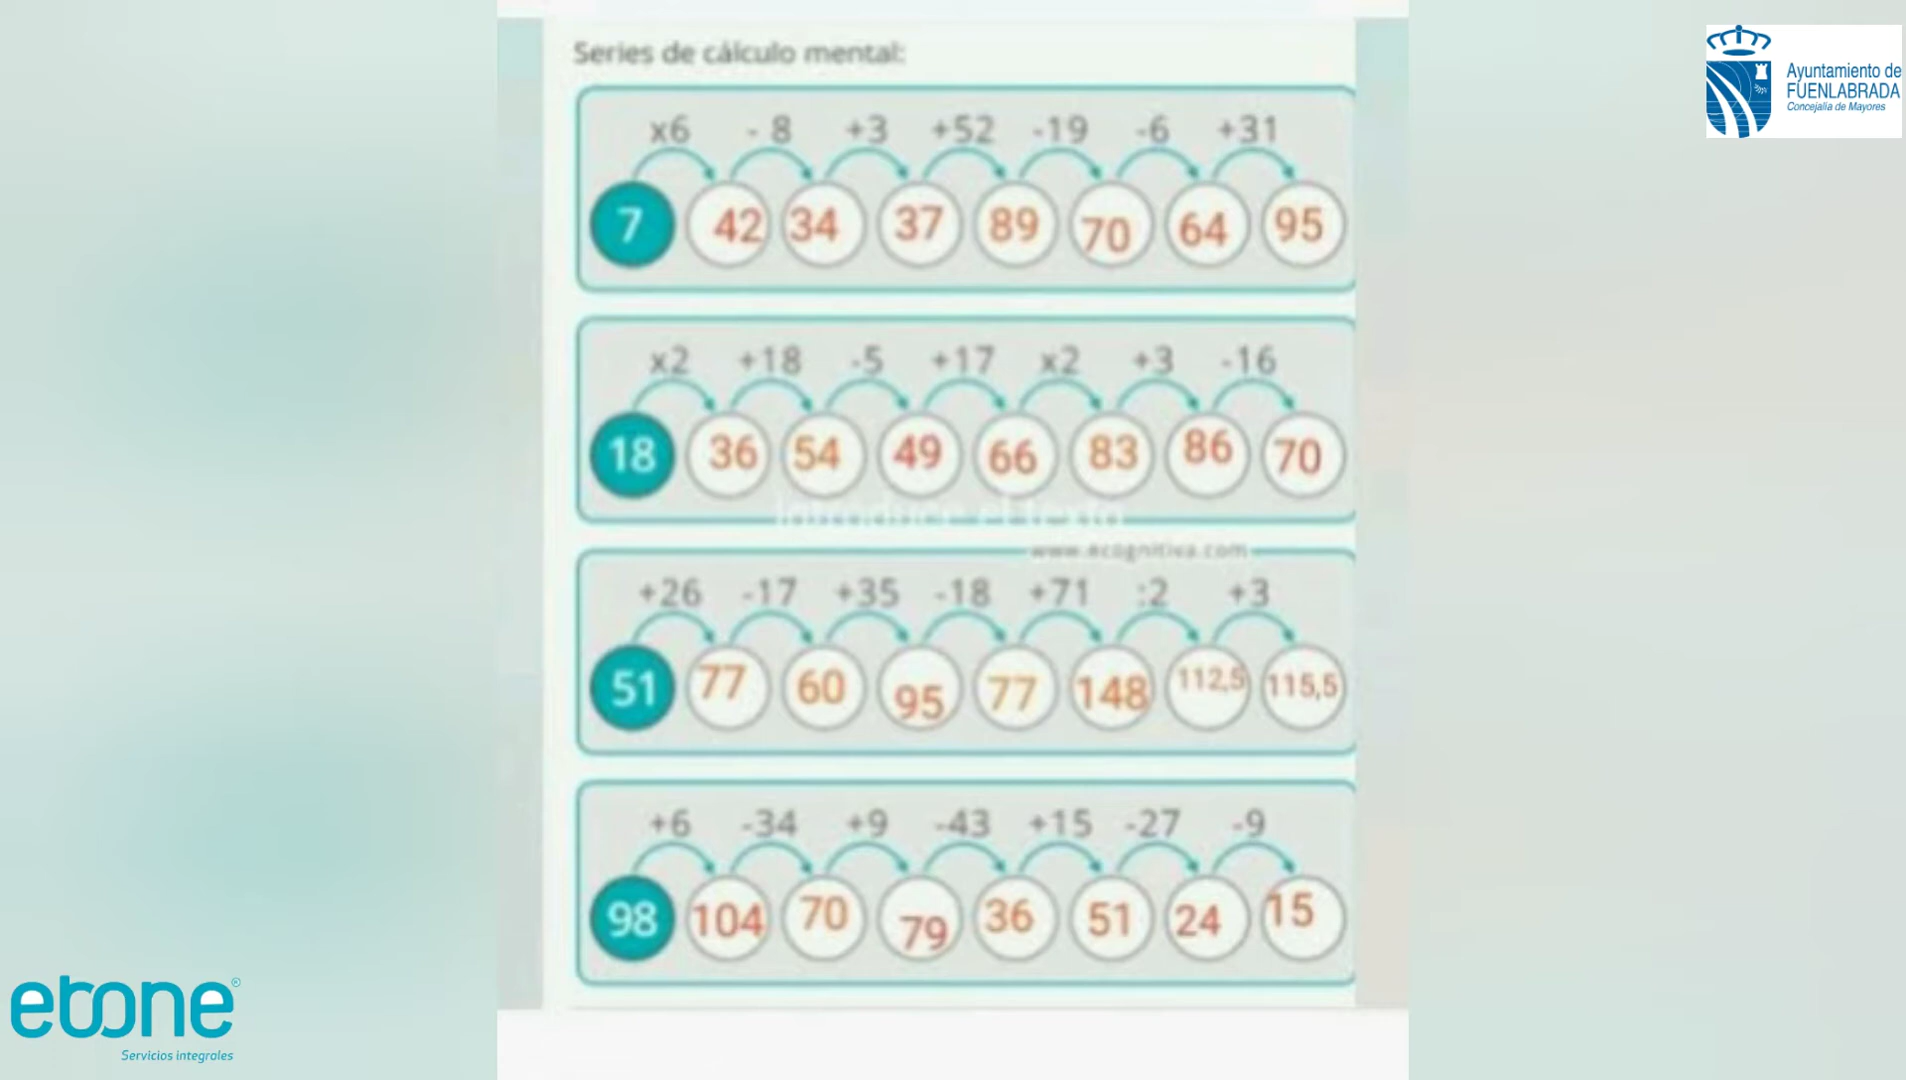 Series de cálculo mental:
x6 - 8 +3 +52 -19 -6 +31
7 42 34 37 89 70 64 95
x2 +18 -5 +17 x2 +3 -16
18 36 54 49 66 83 86 70
Introduce el texto
www.ecognitiva.com
+26 -17 +35 -18 +71 :2 +3
51 77 60 95 77 148 112,5 115,5
+6 -34 +9 -43 +15 -27 -9
98 104 70 79 36 51 24 15
Ayuntamiento de
FUENLABRADA
Concejalía de Mayores
ebone®
Servicios integrales